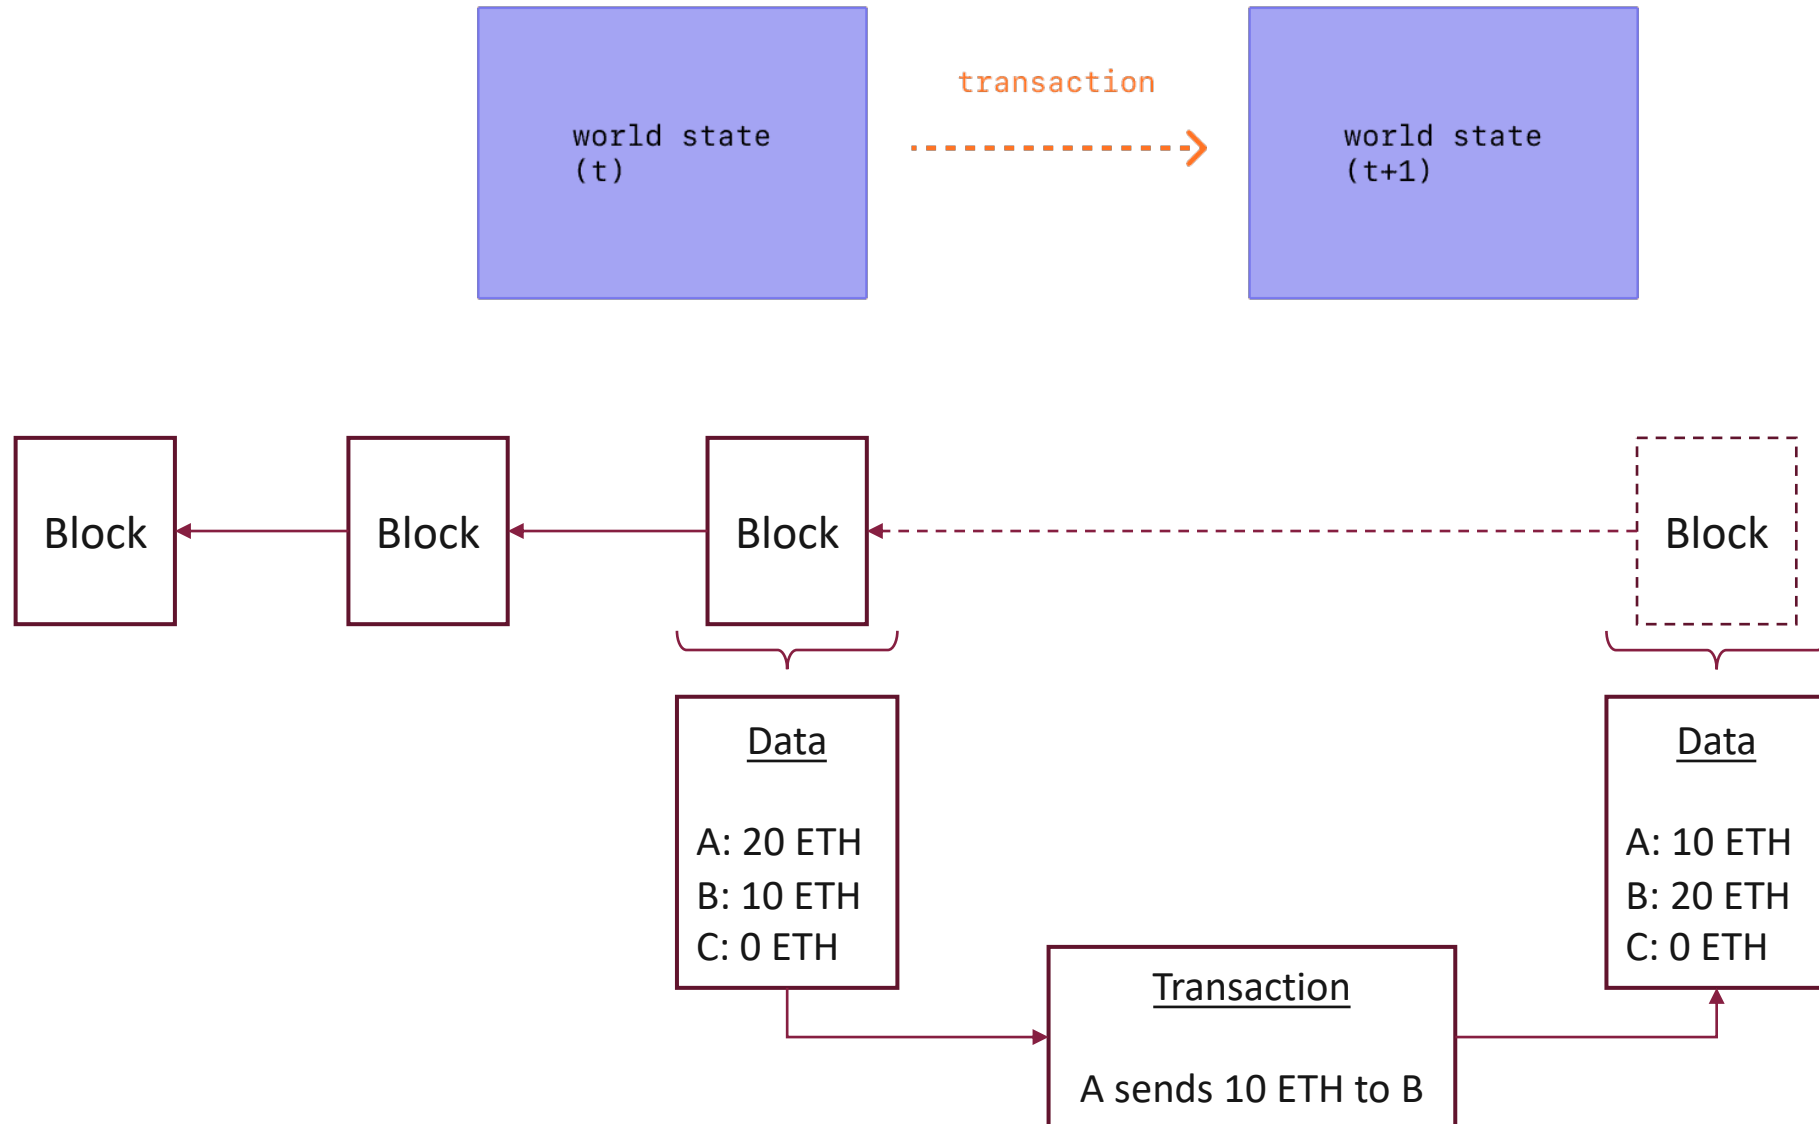 transaction
world state
(t)
world state
(t+1)
Block
Block
Block
Block
Data
A: 20 ETH
B: 10 ETH
C: 0 ETH
Data
A: 10 ETH
B: 20 ETH
C: 0 ETH
Transaction
A sends 10 ETH to B